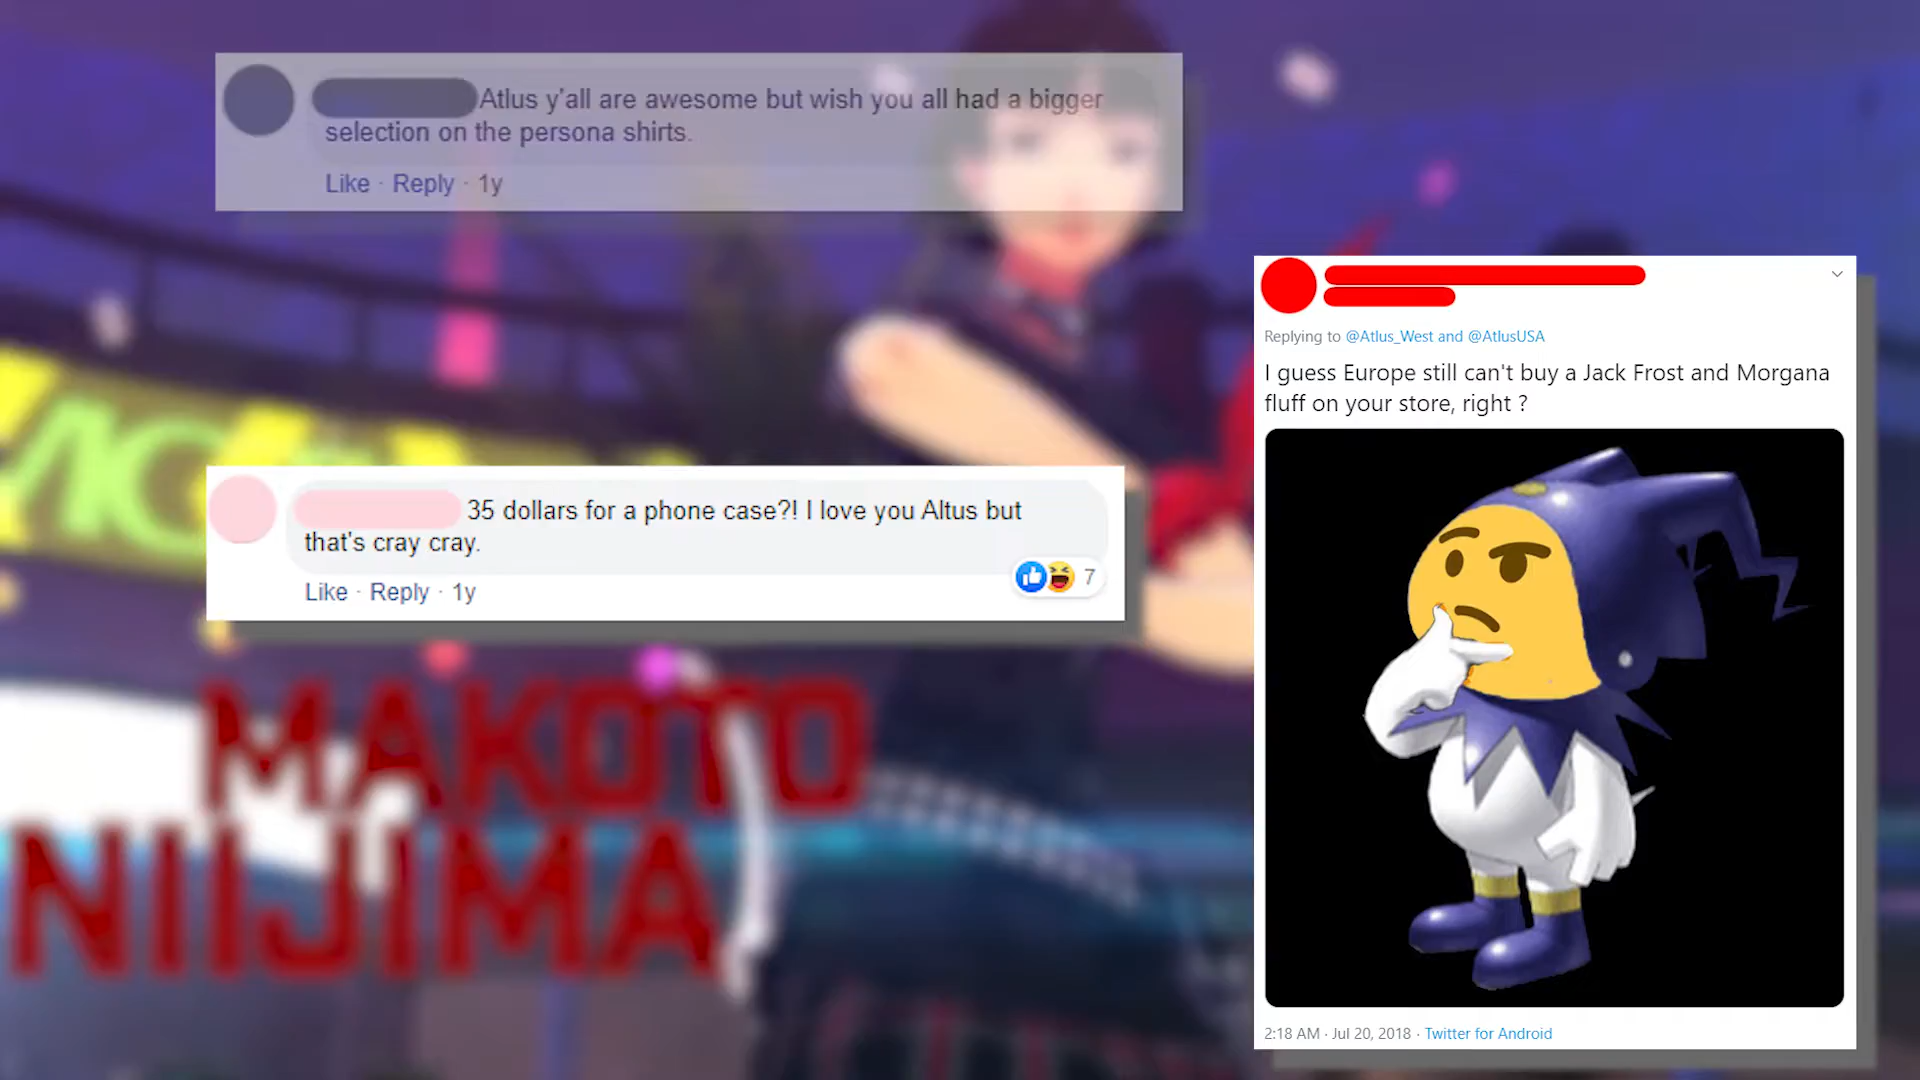 Atlus y'all are awesome but wish you all had a bigger
selection on the persona shirts.
Like · Reply · 1y
35 dollars for a phone case?! I love you Altus but
that's cray cray.
Like · Reply · 1y
7
Replying to @Atlus_West and @AtlusUSA
I guess Europe still can't buy a Jack Frost and Morgana
fluff on your store, right ?
2:18 AM · Jul 20, 2018 · Twitter for Android
MAKOTO
NIIJIMA